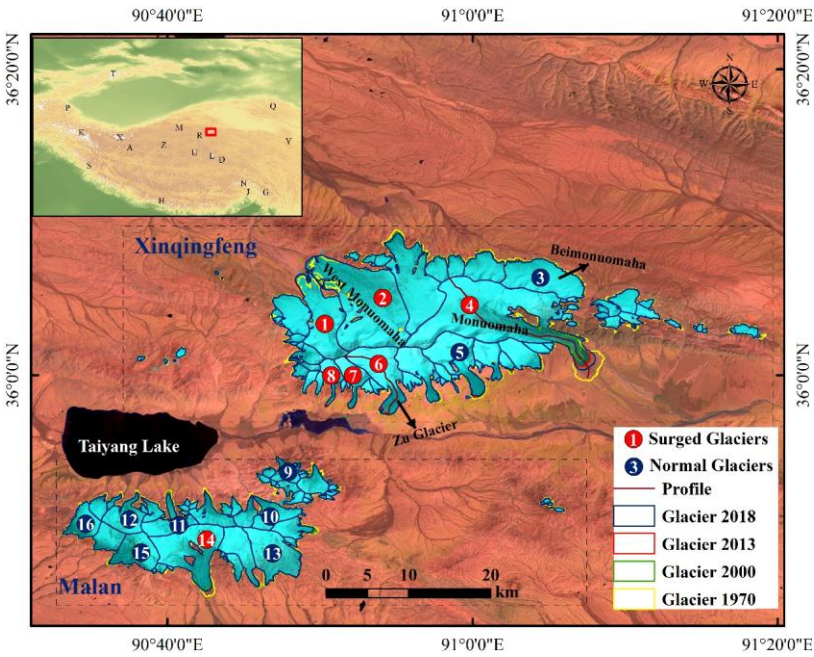 90°40'0"E
91°0'0"E
91°20'0"E
36°20'0"N
36°20'0"N
N
W
E
S
T
P
Q
K
X
M
R
Y
A
Z
U
L
D
S
N
J
G
H
Xinqingfeng
Beimonuomaha
West Monuomaha
3
2
4
Monuomaha
1
5
6
8
7
36°0'0"N
36°0'0"N
Zu Glacier
Taiyang Lake
9
16
12
11
10
14
15
13
Malan
0 5 10 20
km
1 Surged Glaciers
3 Normal Glaciers
Profile
Glacier 2018
Glacier 2013
Glacier 2000
Glacier 1970
90°40'0"E
91°0'0"E
91°20'0"E